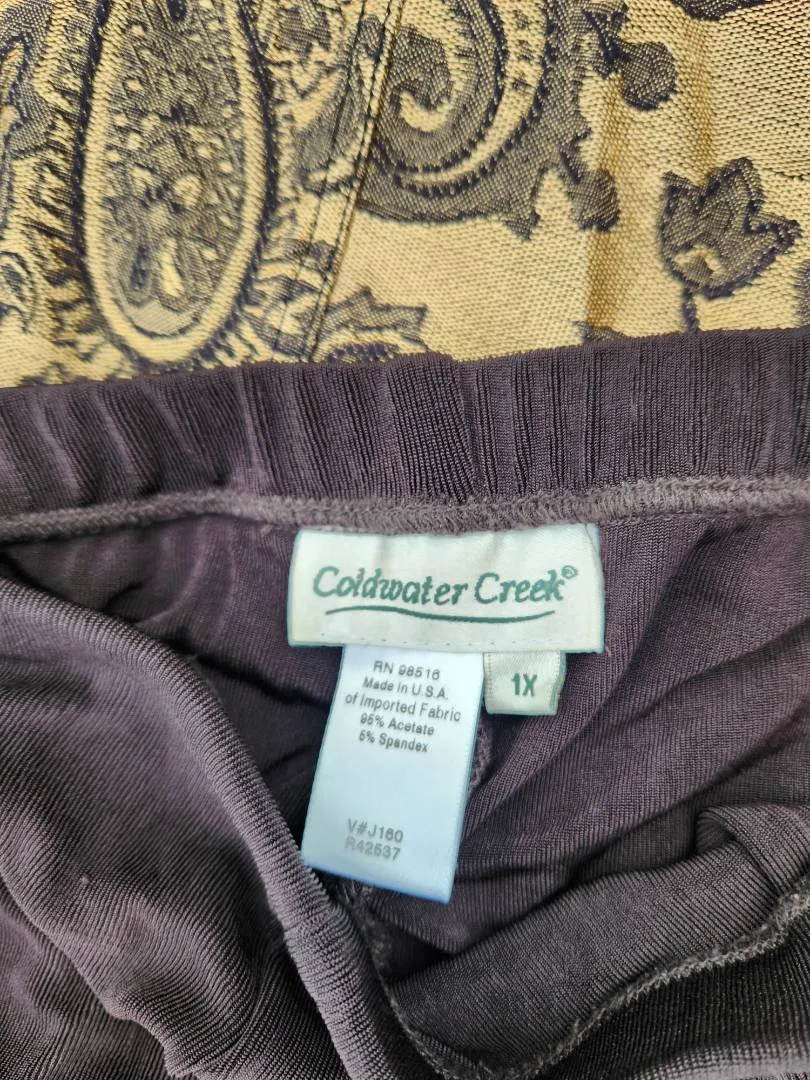 Coldwater Creek®
1X
RN 98516
Made in U.S.A.
of Imported Fabric
95% Acetate
5% Spandex
V#J160
R42537